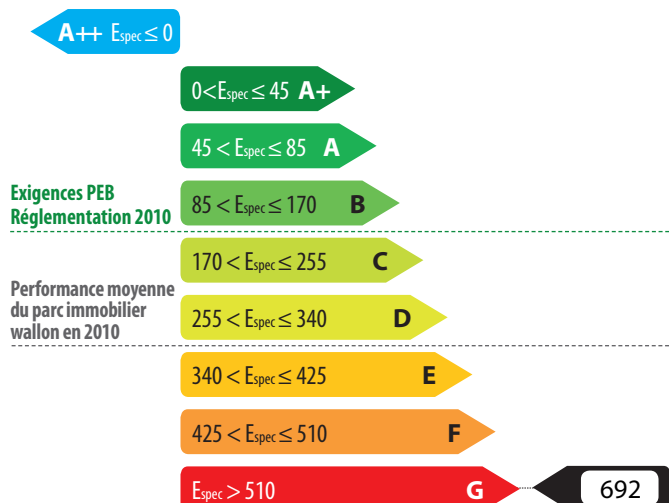 A++ Espec ≤ 0
0<Espec ≤ 45 A+
45 < Espec ≤ 85 A
Exigences PEB
Réglementation 2010
85 < Espec ≤ 170 B
170 < Espec ≤ 255 C
Performance moyenne
du parc immobilier
wallon en 2010
255 < Espec ≤ 340 D
340 < Espec ≤ 425 E
425 < Espec ≤ 510 F
Espec > 510 G
692